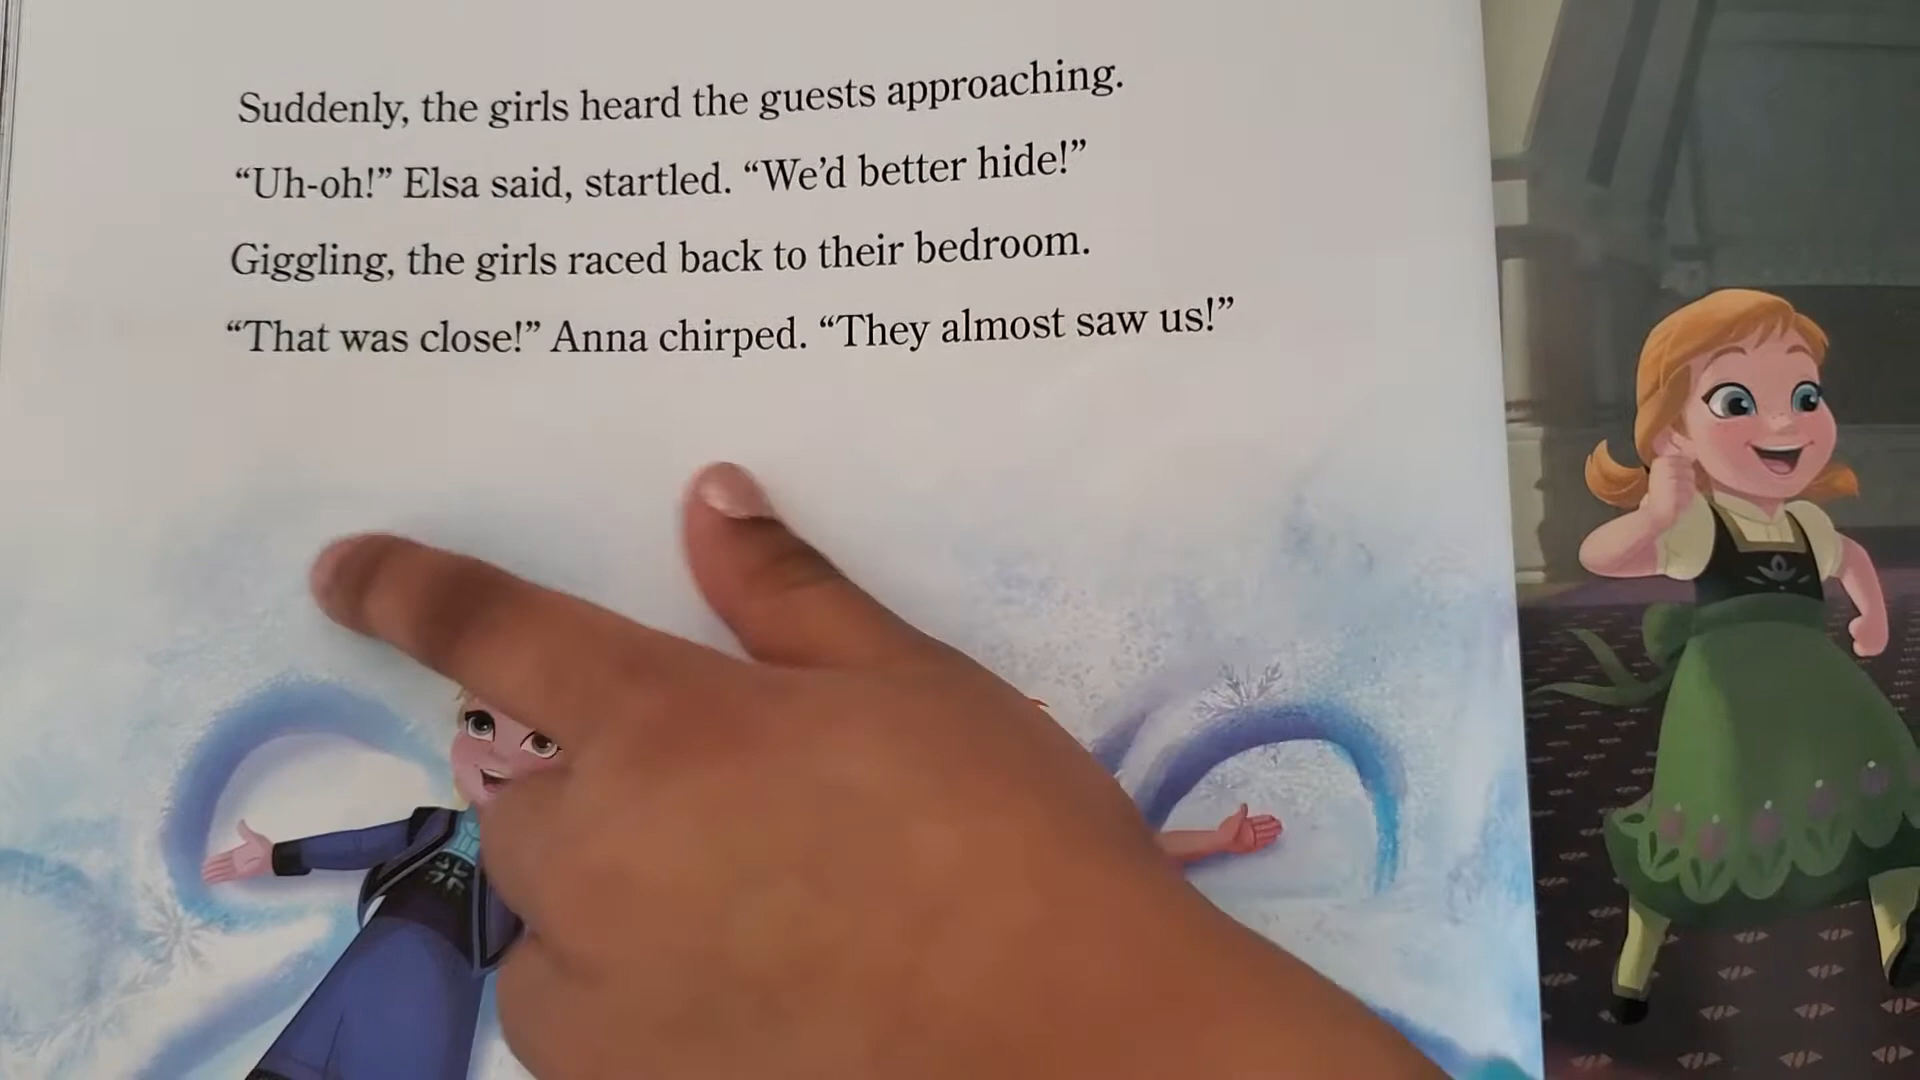 Suddenly, the girls heard the guests approaching.
“Uh-oh!” Elsa said, startled. “We’d better hide!”
Giggling, the girls raced back to their bedroom.
“That was close!” Anna chirped. “They almost saw us!”